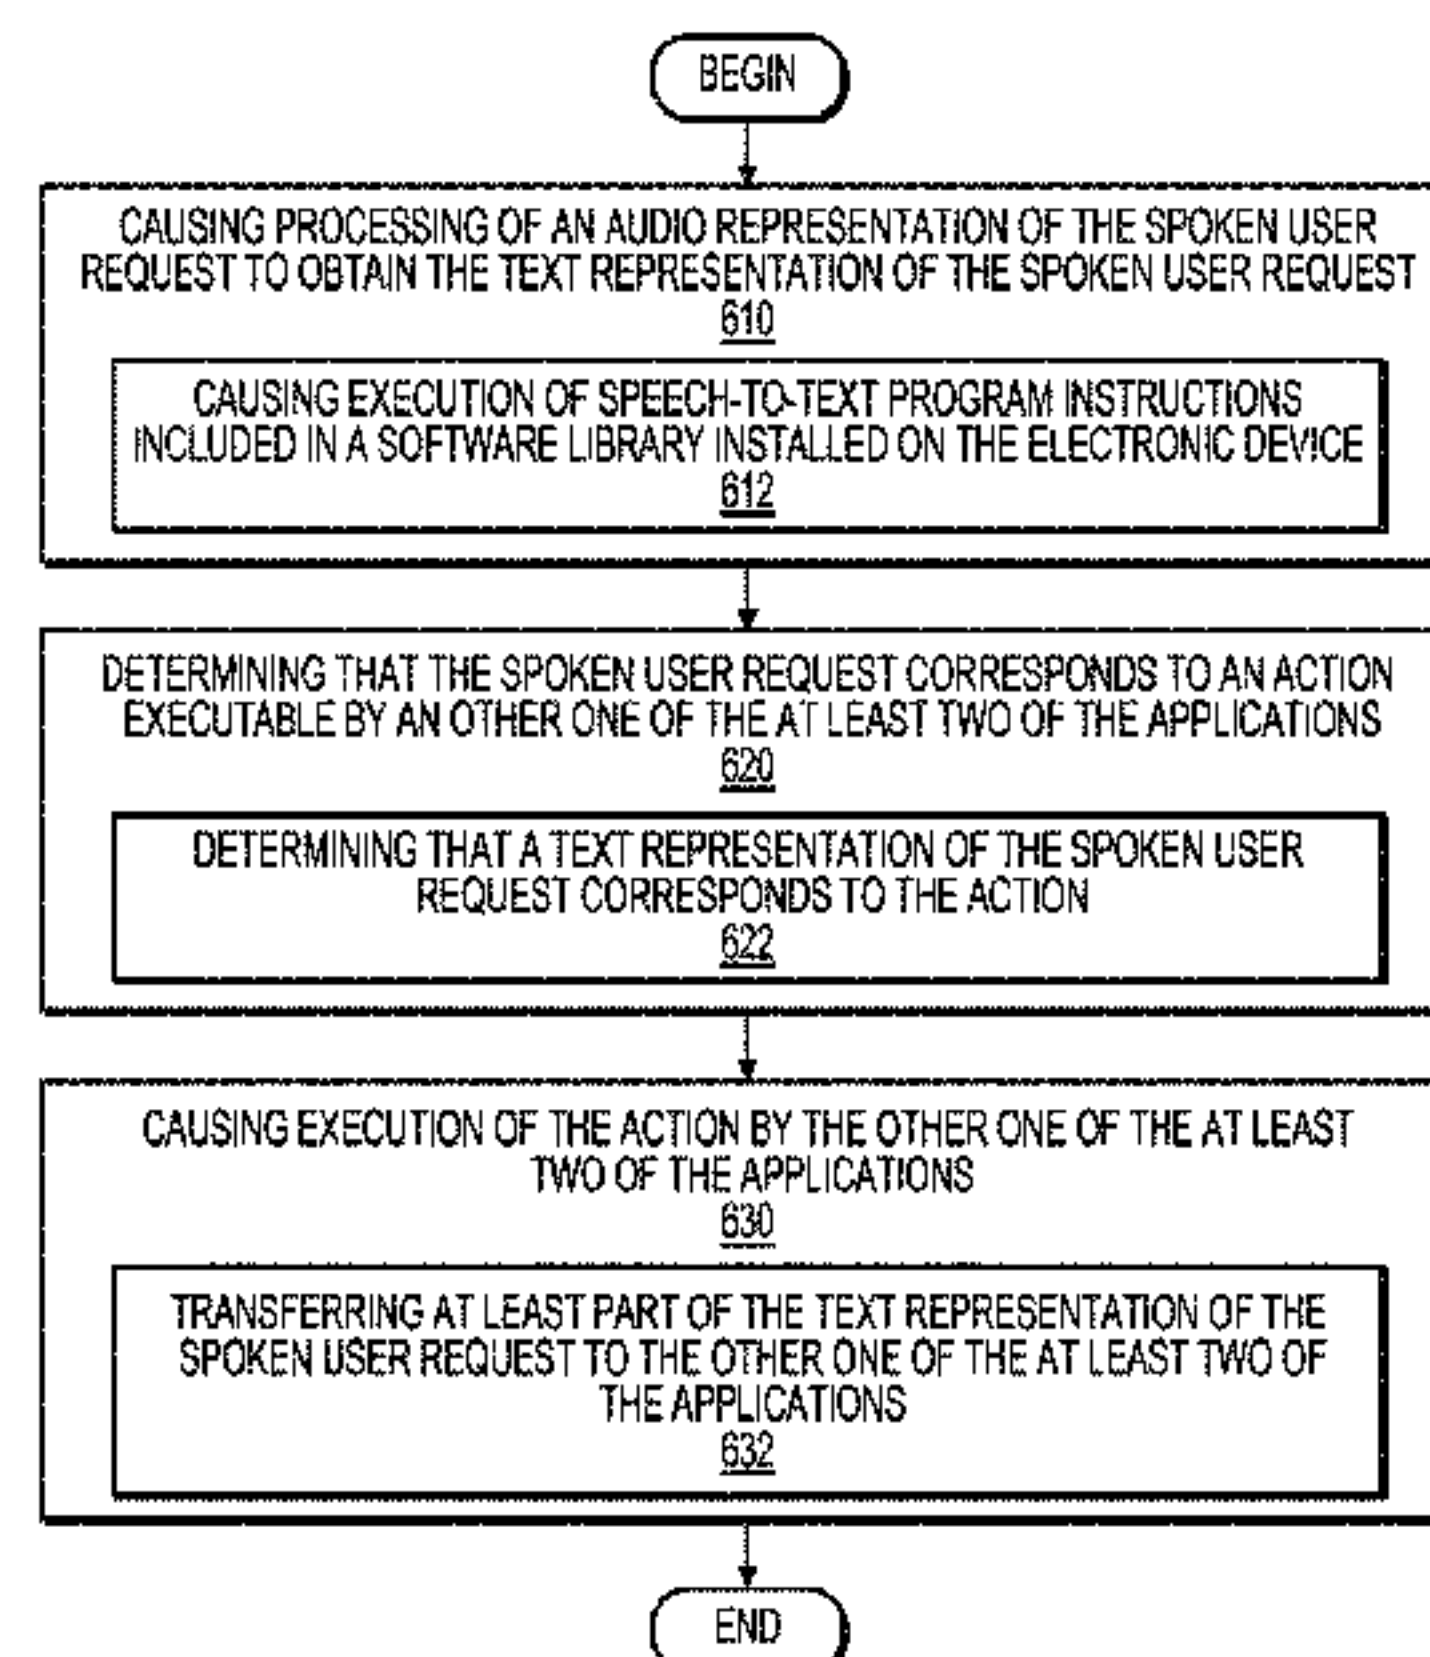 BEGIN
CAUSING PROCESSING OF AN AUDIO REPRESENTATION OF THE SPOKEN USER
REQUEST TO OBTAIN THE TEXT REPRESENTATION OF THE SPOKEN USER REQUEST
610
CAUSING EXECUTION OF SPEECH-TO-TEXT PROGRAM INSTRUCTIONS
INCLUDED IN A SOFTWARE LIBRARY INSTALLED ON THE ELECTRONIC DEVICE
612
DETERMINING THAT THE SPOKEN USER REQUEST CORRESPONDS TO AN ACTION
EXECUTABLE BY AN OTHER ONE OF THE AT LEAST TWO OF THE APPLICATIONS
620
DETERMINING THAT A TEXT REPRESENTATION OF THE SPOKEN USER
REQUEST CORRESPONDS TO THE ACTION
622
CAUSING EXECUTION OF THE ACTION BY THE OTHER ONE OF THE AT LEAST
TWO OF THE APPLICATIONS
630
TRANSFERRING AT LEAST PART OF THE TEXT REPRESENTATION OF THE
SPOKEN USER REQUEST TO THE OTHER ONE OF THE AT LEAST TWO OF
THE APPLICATIONS
632
END